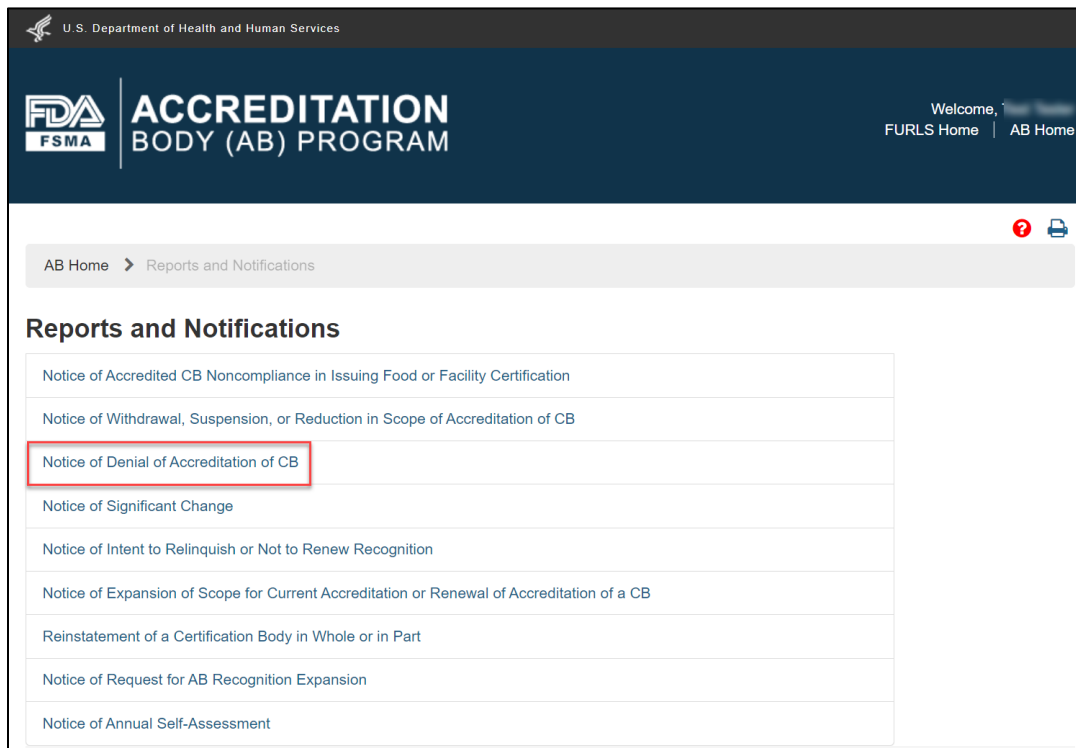 U.S. Department of Health and Human Services
FDA
FSMA
ACCREDITATION
BODY (AB) PROGRAM
Welcome,
FURLS Home | AB Home
AB Home > Reports and Notifications
Reports and Notifications
Notice of Accredited CB Noncompliance in Issuing Food or Facility Certification
Notice of Withdrawal, Suspension, or Reduction in Scope of Accreditation of CB
Notice of Denial of Accreditation of CB
Notice of Significant Change
Notice of Intent to Relinquish or Not to Renew Recognition
Notice of Expansion of Scope for Current Accreditation or Renewal of Accreditation of a CB
Reinstatement of a Certification Body in Whole or in Part
Notice of Request for AB Recognition Expansion
Notice of Annual Self-Assessment